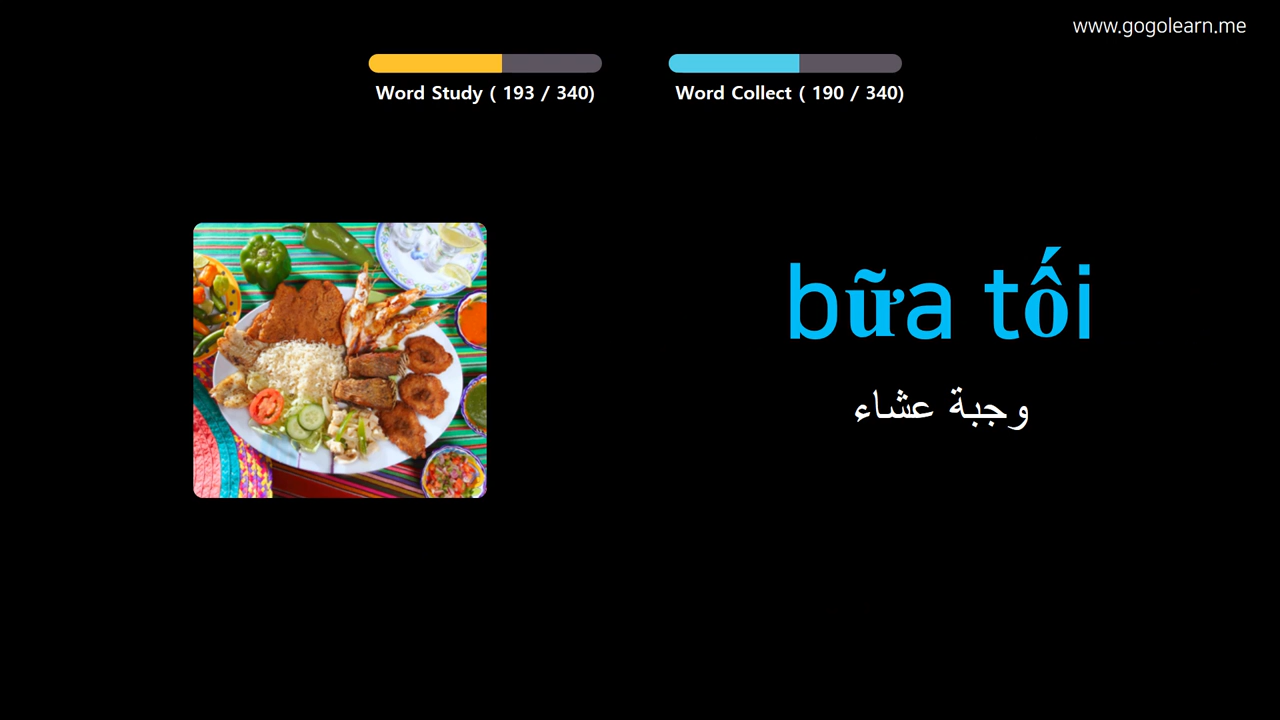 www.gogolearn.me
Word Study ( 193 / 340)
Word Collect ( 190 / 340)
bữa tối
وجبة عشاء